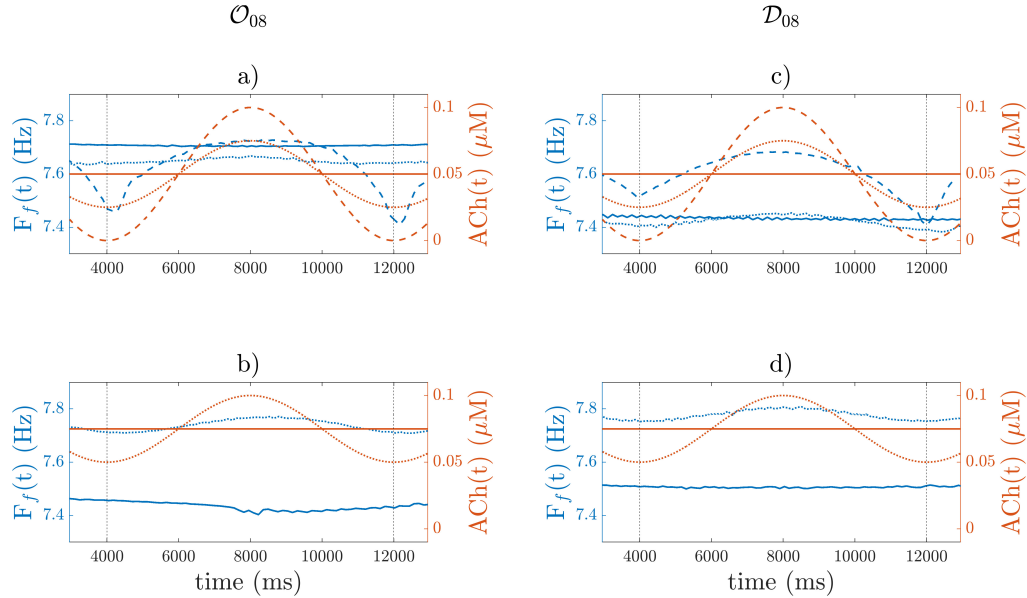 𝒪₀₈
𝒟₀₈
a)
F_f(t) (Hz)
7.8
7.6
7.4
0.1
0.05
0
ACh(t) (μM)
4000 6000 8000 10000 12000
c)
F_f(t) (Hz)
7.8
7.6
7.4
0.1
0.05
0
ACh(t) (μM)
4000 6000 8000 10000 12000
b)
F_f(t) (Hz)
7.8
7.6
7.4
0.1
0.05
0
ACh(t) (μM)
4000 6000 8000 10000 12000
time (ms)
d)
F_f(t) (Hz)
7.8
7.6
7.4
0.1
0.05
0
ACh(t) (μM)
4000 6000 8000 10000 12000
time (ms)